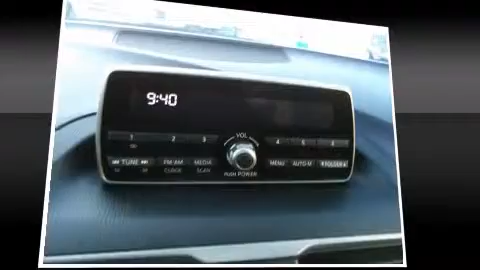 9:40
1 2 3 VOL 4 5 6
TUNE FM·AM MEDIA MENU AUTO-M FOLDER
CLOCK SCAN PUSH POWER